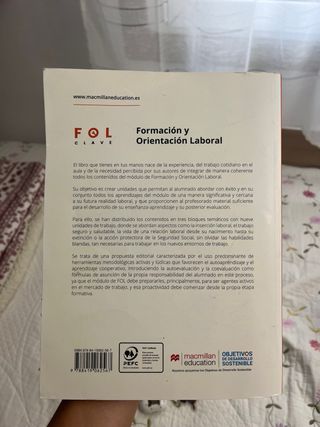 www.macmillaneducation.es
FOL
CLAVE
Formación y
Orientación Laboral
El libro que tienes en tus manos nace de la experiencia, del trabajo cotidiano en el
aula y de la necesidad percibida por sus autores de integrar de manera coherente
todos los contenidos del módulo de Formación y Orientación Laboral.
Su objetivo es crear unidades que permitan al alumnado abordar con éxito y en su
conjunto todos los aprendizajes del módulo de una manera significativa y cercana
a su futura realidad laboral, y que proporcionen al profesorado material suficiente
para el desarrollo de su enseñanza-aprendizaje y su posterior evaluación.
Para ello, se han distribuido los contenidos en tres bloques temáticos con nueve
unidades de trabajo, donde se abordan aspectos como la inserción laboral, el trabajo
seguro y saludable, la vida de una relación laboral desde su nacimiento hasta su
extinción o la acción protectora de la Seguridad Social, sin olvidar las habilidades
blandas, tan necesarias para trabajar en los nuevos entornos de trabajo.
Se trata de una propuesta editorial caracterizada por el uso predominante de
herramientas metodológicas activas y lúdicas que favorecen el autoaprendizaje y el
aprendizaje cooperativo, introduciendo la autoevaluación y la coevaluación como
fórmulas de asunción de la propia responsabilidad del alumnado en este proceso,
ya que el módulo de FOL debe prepararles, principalmente, para ser agentes activos
en el mercado de trabajo, y esa proactividad debe comenzar desde la propia etapa
formativa.
PEFC
macmillan
education
OBJETIVOS
DE DESARROLLO
SOSTENIBLE